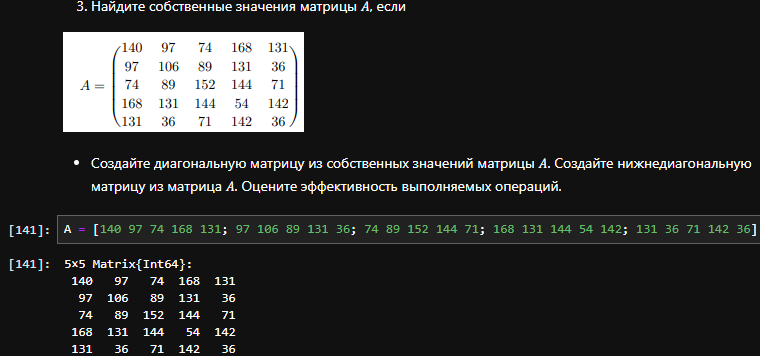 3. Найдите собственные значения матрицы A, если
140 97 74 168 131
97 106 89 131 36
A = 74 89 152 144 71
168 131 144 54 142
131 36 71 142 36
• Создайте диагональную матрицу из собственных значений матрицы A. Создайте нижнедиагональную
матрицу из матрица A. Оцените эффективность выполняемых операций.
[141]: A = [140 97 74 168 131; 97 106 89 131 36; 74 89 152 144 71; 168 131 144 54 142; 131 36 71 142 36]
[141]: 5×5 Matrix{Int64}:
140 97 74 168 131
97 106 89 131 36
74 89 152 144 71
168 131 144 54 142
131 36 71 142 36